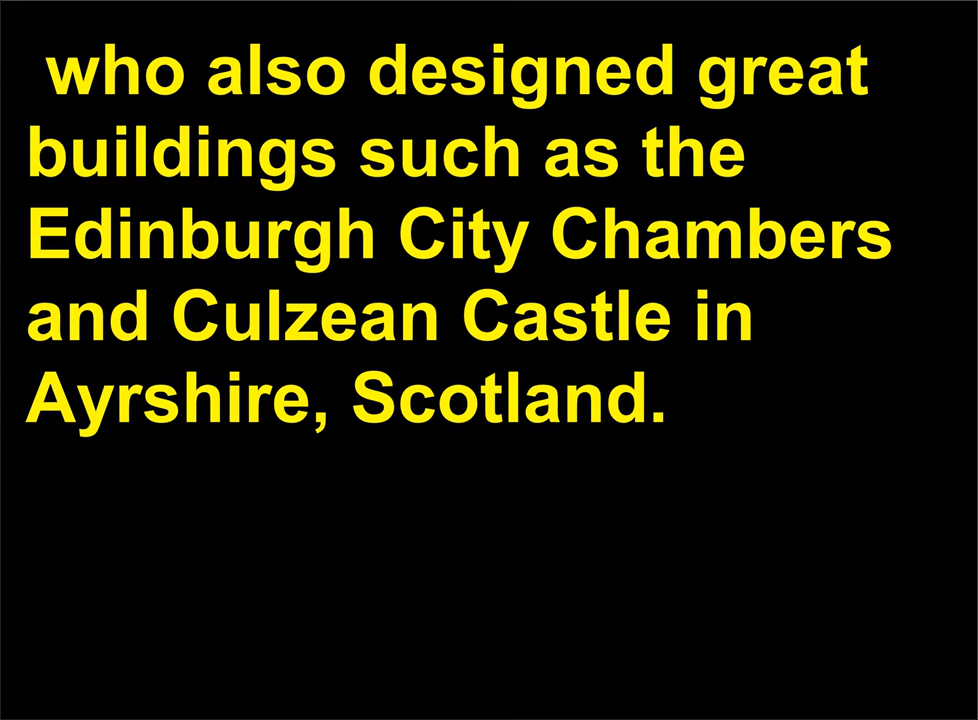 who also designed great
buildings such as the
Edinburgh City Chambers
and Culzean Castle in
Ayrshire, Scotland.